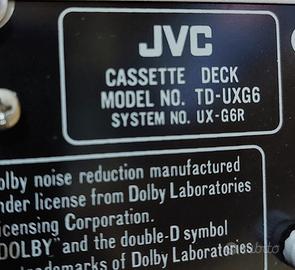 JVC
CASSETTE DECK
MODEL NO. TD-UXG6
SYSTEM NO. UX-G6R
olby noise reduction manufactured
nder license from Dolby Laboratories
icensing Corporation.
DOLBY" and the double-D symbol
trademarks of Dolby Laboratories
subito